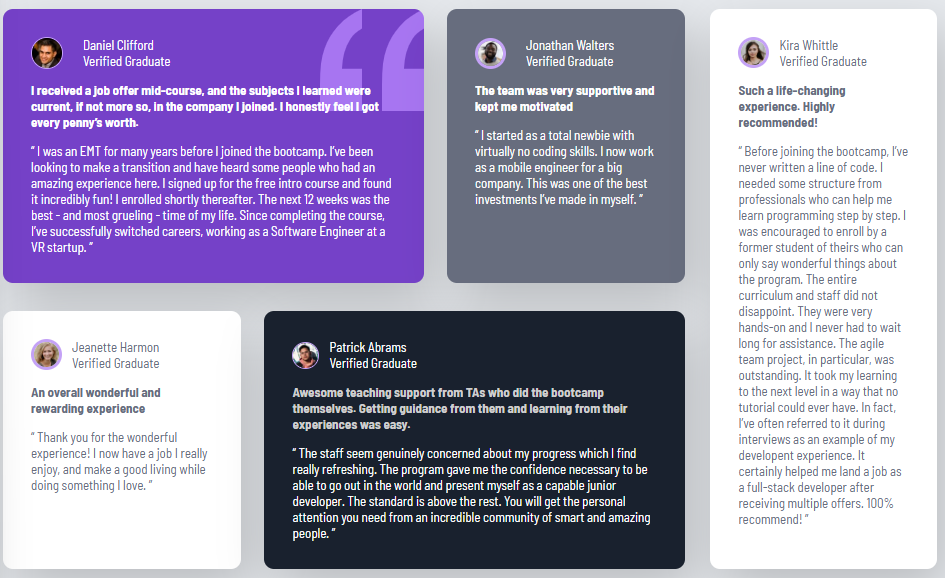 Daniel Clifford
Verified Graduate
I received a job offer mid-course, and the subjects I learned were
current, if not more so, in the company I joined. I honestly feel I got
every penny's worth.
“ I was an EMT for many years before I joined the bootcamp. I've been
looking to make a transition and have heard some people who had an
amazing experience here. I signed up for the free intro course and found
it incredibly fun! I enrolled shortly thereafter. The next 12 weeks was the
best - and most grueling - time of my life. Since completing the course,
I've successfully switched careers, working as a Software Engineer at a
VR startup. ”
Jonathan Walters
Verified Graduate
The team was very supportive and
kept me motivated
“ I started as a total newbie with
virtually no coding skills. I now work
as a mobile engineer for a big
company. This was one of the best
investments I've made in myself. ”
Kira Whittle
Verified Graduate
Such a life-changing
experience. Highly
recommended!
“ Before joining the bootcamp, I've
never written a line of code. I
needed some structure from
professionals who can help me
learn programming step by step. I
was encouraged to enroll by a
former student of theirs who can
only say wonderful things about
the program. The entire
curriculum and staff did not
disappoint. They were very
hands-on and I never had to wait
long for assistance. The agile
team project, in particular, was
outstanding. It took my learning
to the next level in a way that no
tutorial could ever have. In fact,
I've often referred to it during
interviews as an example of my
developent experience. It
certainly helped me land a job as
a full-stack developer after
receiving multiple offers. 100%
recommend! ”
Jeanette Harmon
Verified Graduate
An overall wonderful and
rewarding experience
“ Thank you for the wonderful
experience! I now have a job I really
enjoy, and make a good living while
doing something I love. ”
Patrick Abrams
Verified Graduate
Awesome teaching support from TAs who did the bootcamp
themselves. Getting guidance from them and learning from their
experiences was easy.
“ The staff seem genuinely concerned about my progress which I find
really refreshing. The program gave me the confidence necessary to be
able to go out in the world and present myself as a capable junior
developer. The standard is above the rest. You will get the personal
attention you need from an incredible community of smart and amazing
people. ”